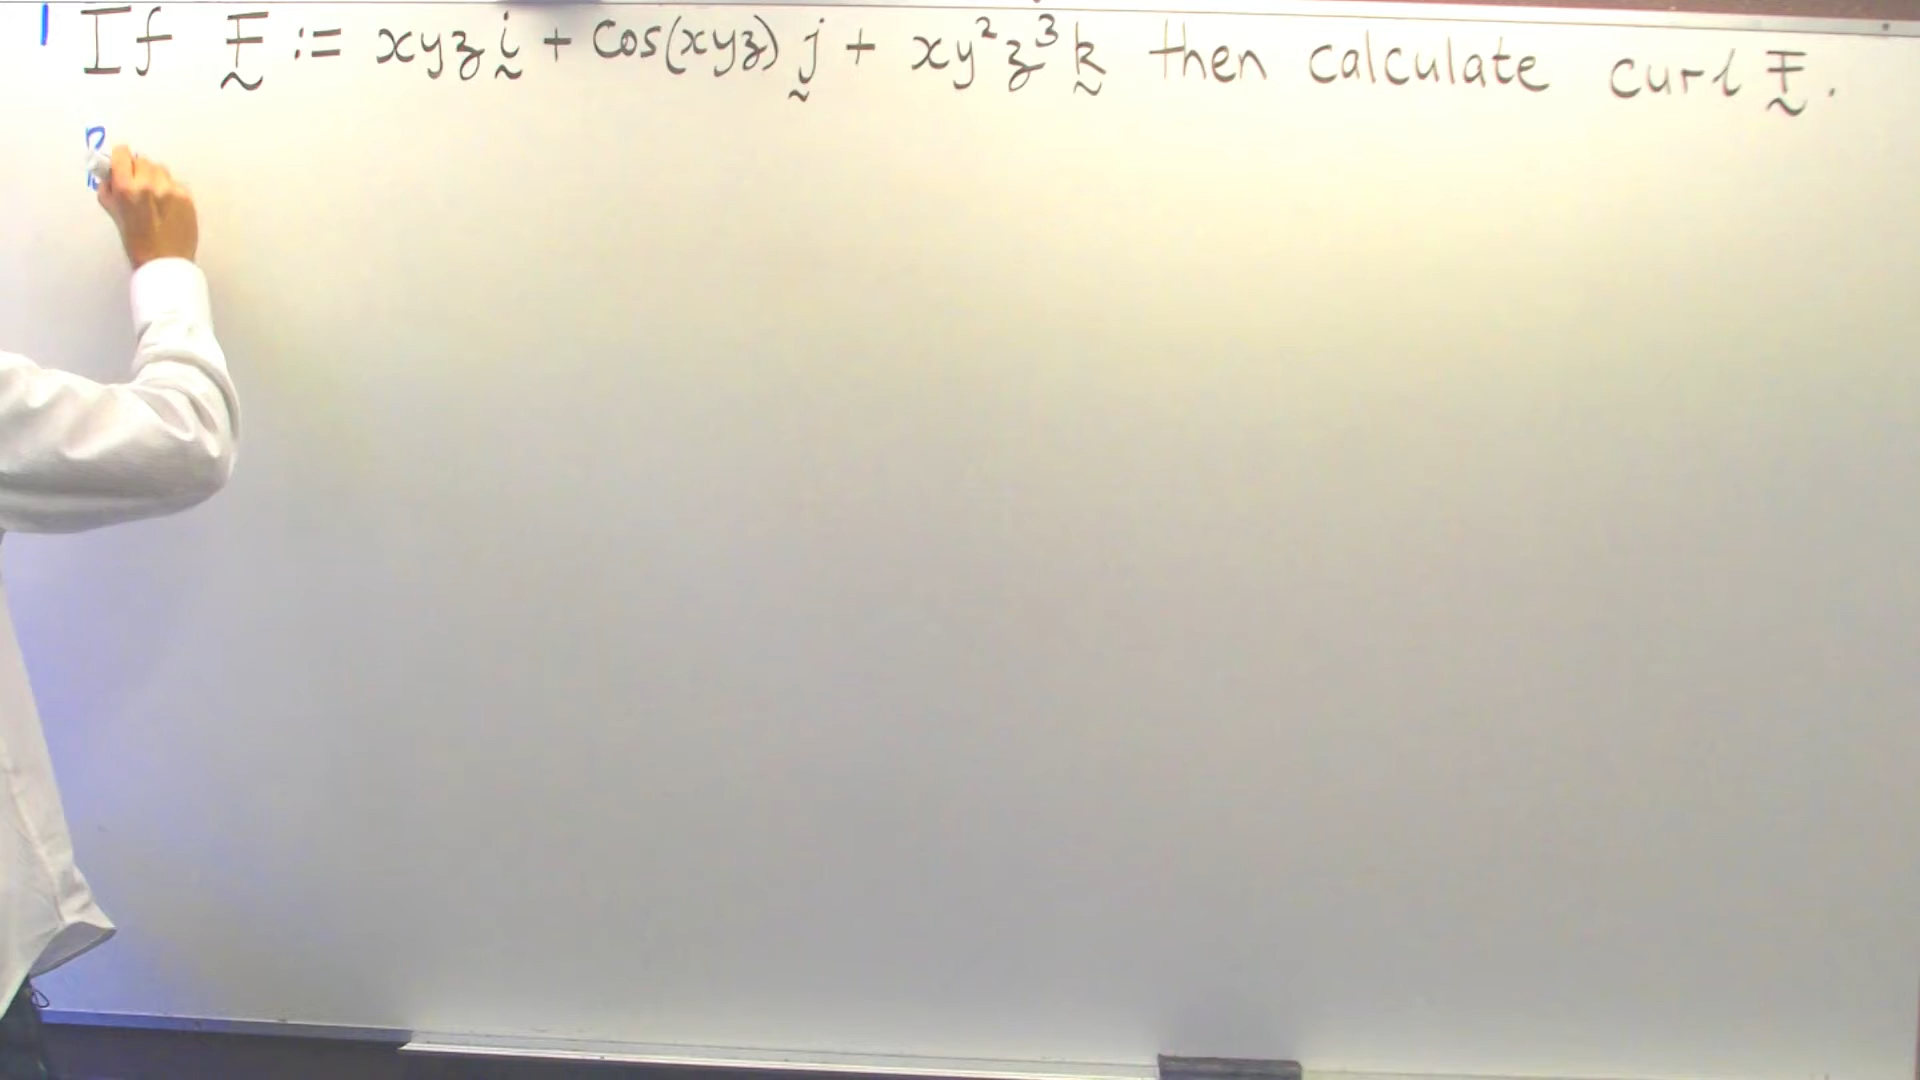 If F := xyz i + cos(xyz) j + xy²z³ k then calculate curl F.